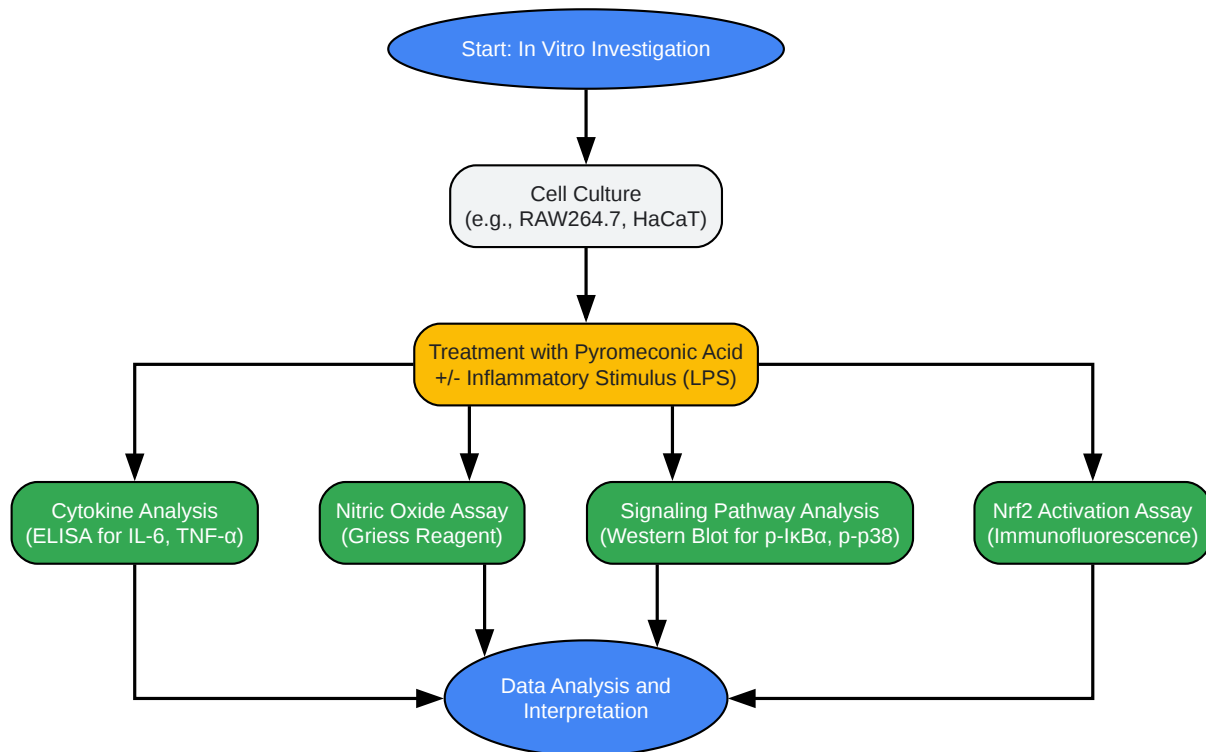 Start: In Vitro Investigation
Cell Culture
(e.g., RAW264.7, HaCaT)
Treatment with Pyromeconic Acid
+/- Inflammatory Stimulus (LPS)
Cytokine Analysis
(ELISA for IL-6, TNF-α)
Nitric Oxide Assay
(Griess Reagent)
Signaling Pathway Analysis
(Western Blot for p-IκBα, p-p38)
Nrf2 Activation Assay
(Immunofluorescence)
Data Analysis and
Interpretation